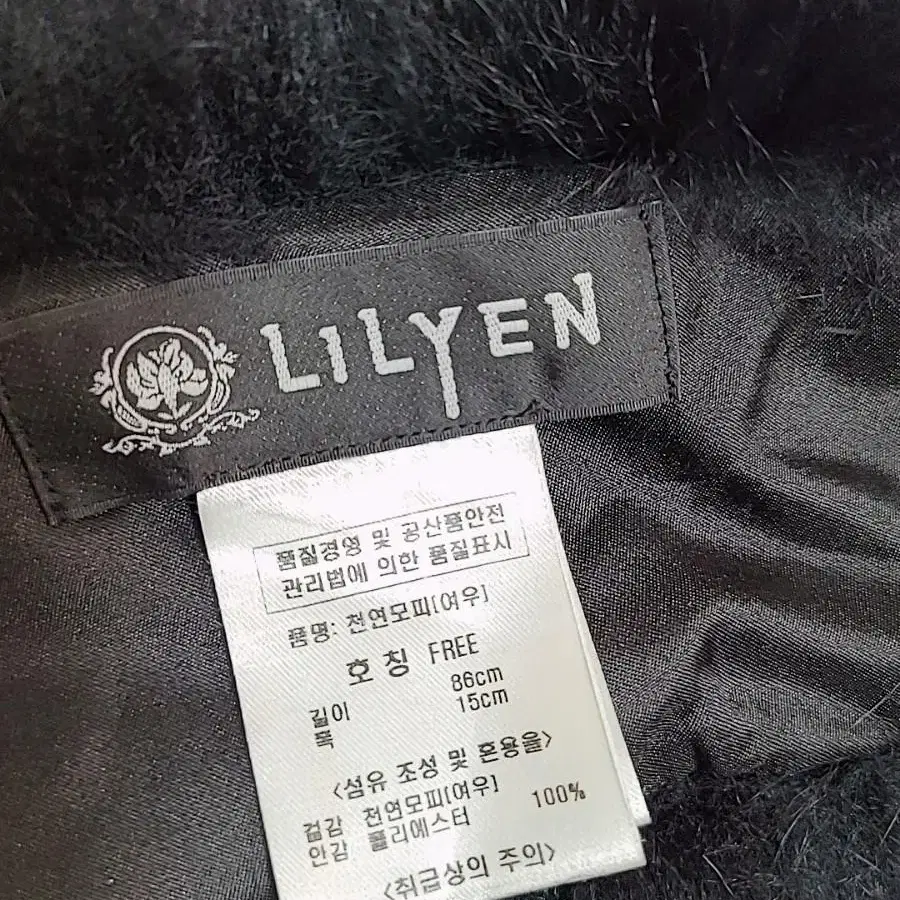 LILYEN
품질경영 및 공산품안전
관리법에 의한 품질표시
품명: 천연모피[여우]
호 칭 FREE
길이 86cm
폭 15cm
<섬유 조성 및 혼용율>
겉감 천연모피[여우] 100%
안감 폴리에스터
<취급상의 주의>